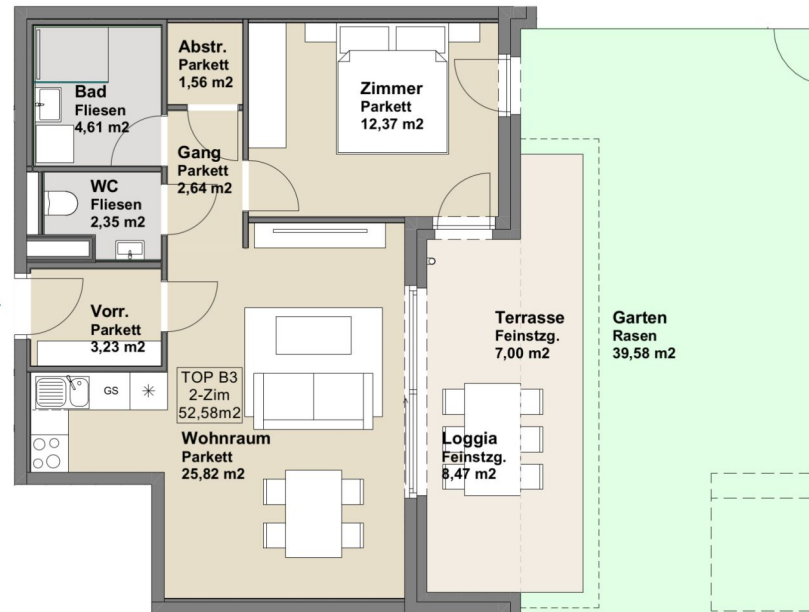 Abstr.
Parkett
1,56 m2
Bad
Fliesen
4,61 m2
Zimmer
Parkett
12,37 m2
Gang
Parkett
2,64 m2
WC
Fliesen
2,35 m2
Vorr.
Parkett
3,23 m2
Terrasse
Feinstzg.
7,00 m2
Garten
Rasen
39,58 m2
GS
TOP B3
2-Zim
52,58m2
Wohnraum
Parkett
25,82 m2
Loggia
Feinstzg.
8,47 m2